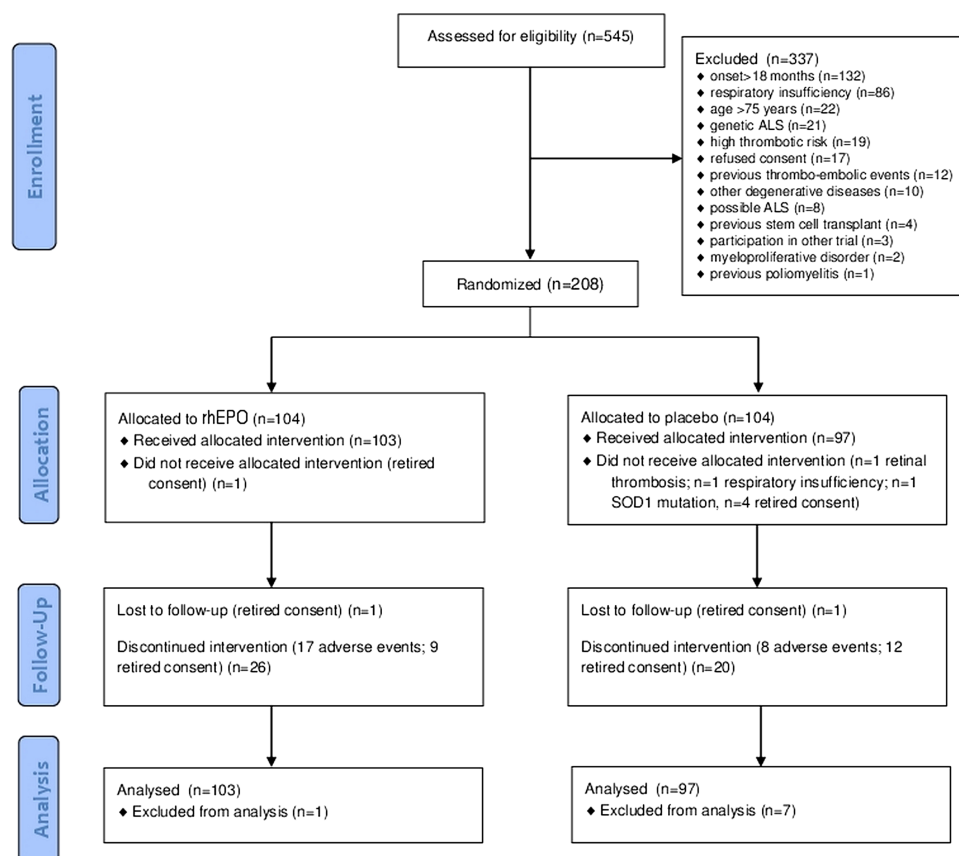 Enrollment
Assessed for eligibility (n=545)
Excluded (n=337)
♦ onset>18 months (n=132)
♦ respiratory insufficiency (n=86)
♦ age >75 years (n=22)
♦ genetic ALS (n=21)
♦ high thrombotic risk (n=19)
♦ refused consent (n=17)
♦ previous thrombo-embolic events (n=12)
♦ other degenerative diseases (n=10)
♦ possible ALS (n=8)
♦ previous stem cell transplant (n=4)
♦ participation in other trial (n=3)
♦ myeloproliferative disorder (n=2)
♦ previous poliomyelitis (n=1)
Randomized (n=208)
Allocation
Allocated to rhEPO (n=104)
♦ Received allocated intervention (n=103)
♦ Did not receive allocated intervention (retired
consent) (n=1)
Allocated to placebo (n=104)
♦ Received allocated intervention (n=97)
♦ Did not receive allocated intervention (n=1 retinal
thrombosis; n=1 respiratory insufficiency; n=1
SOD1 mutation, n=4 retired consent)
Follow-Up
Lost to follow-up (retired consent) (n=1)
Discontinued intervention (17 adverse events; 9
retired consent) (n=26)
Lost to follow-up (retired consent) (n=1)
Discontinued intervention (8 adverse events; 12
retired consent) (n=20)
Analysis
Analysed (n=103)
♦ Excluded from analysis (n=1)
Analysed (n=97)
♦ Excluded from analysis (n=7)